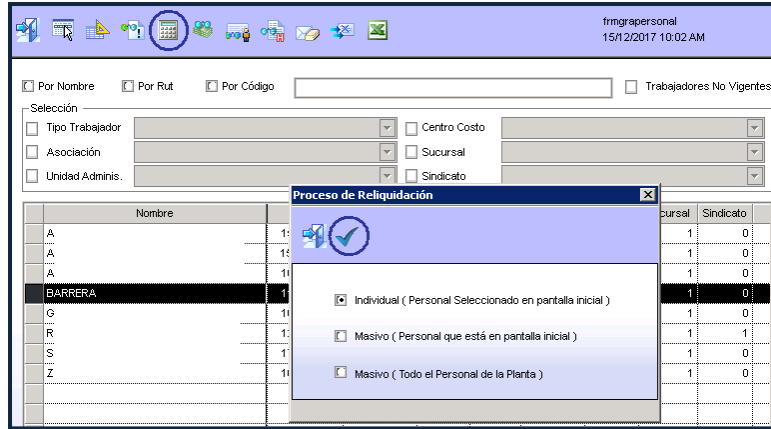 frmgrapersonal
15/12/2017 10:02 AM
Por Nombre Por Rut Por Código Trabajadores No Vigentes
Selección
Tipo Trabajador Centro Costo
Asociación Sucursal
Unidad Adminis. Sindicato
Proceso de Reliquidación
Nombre Sindicato
A 1 0
A 1 0
A 1 0
BARRERA 1 0
G 1 0
R 1 1
S 1 0
Z 1 0
Individual ( Personal Seleccionado en pantalla inicial )
Masivo ( Personal que está en pantalla inicial )
Masivo ( Todo el Personal de la Planta )